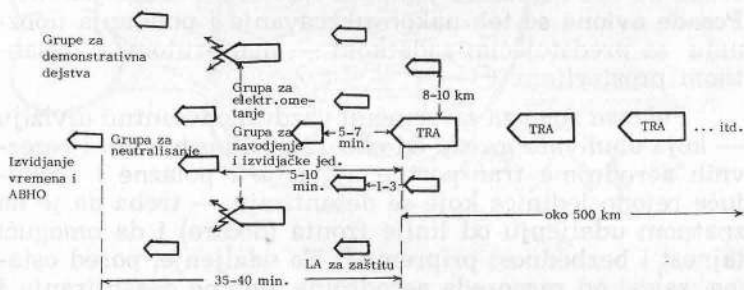 Grupe za
demonstrativna
dejstva
Grupa za
elektr.ome-
tanje
8-10 km
Grupa za
neutralisanje
Grupa za
navodjenje
i izvidjačke jed.
5-7
min.
TRA
TRA
TRA
... itd.
Izvidjanje
vremena i
ABHO
5-10
min.
1-3
oko 500 km
LA za zaštitu
35-40 min.